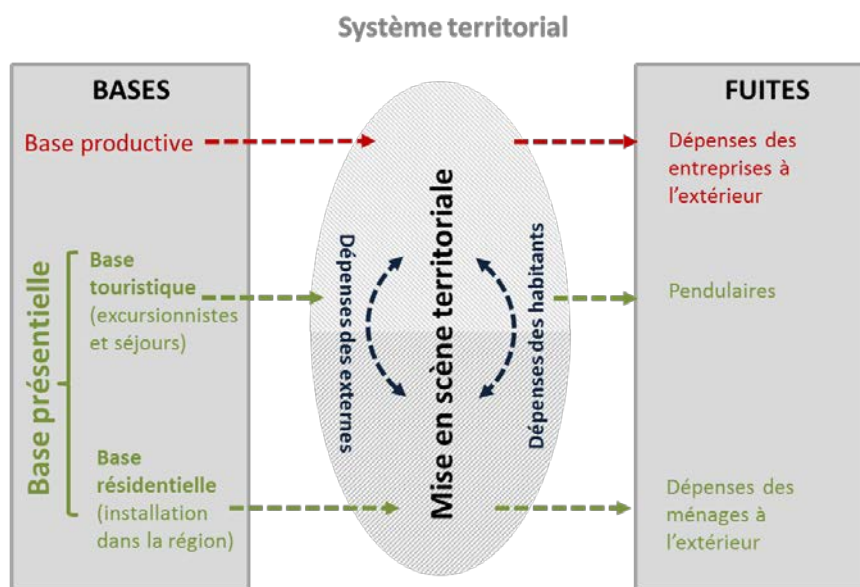 Système territorial
BASES
Base productive
Base présentielle
Base
touristique
(excursionnistes
et séjours)
Base
résidentielle
(installation
dans la région)
Dépenses des externes
Mise en scène territoriale
Dépenses des habitants
FUITES
Dépenses des
entreprises à
l’extérieur
Pendulaires
Dépenses des
ménages à
l’extérieur